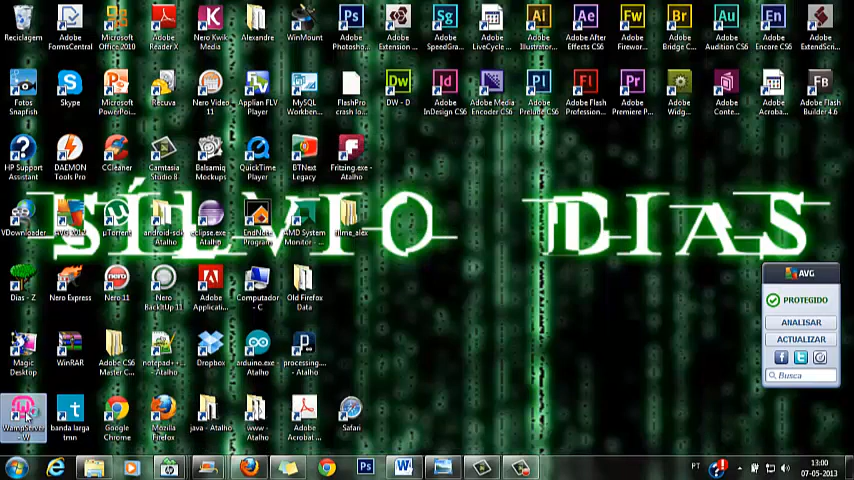 Reciclagem
Adobe
FormsCentral
Microsoft
Office 2010
Adobe
Reader X
Nero Kwik
Media
Alexandre
WinMount
Adobe
Photosho...
Adobe
Extension ...
Adobe
SpeedGra...
Adobe
LiveCycle ...
Adobe
Illustrator...
Adobe After
Effects CS6
Adobe
Firewor...
Adobe
Bridge C...
Adobe
Audition CS6
Adobe
Encore CS6
Adobe
ExtendScri...
Fotos
Snapfish
Skype
Microsoft
PowerPoi...
Recuva
Nero Video
11
Applian FLV
Player
MySQL
Workben...
FlashPro
crash lo...
DW - D
Adobe
InDesign CS6
Adobe Media
Encoder CS6
Adobe
Prelude CS6
Adobe Flash
Profession...
Adobe
Premiere P...
Adobe
Widg...
Adobe
Conte...
Adobe
Acroba...
Adobe Flash
Builder 4.6
HP Support
Assistant
DAEMON
Tools Pro
CCleaner
Camtasia
Studio 8
Balsamiq
Mockups
QuickTime
Player
BTNext
Legacy
Fritzing.exe -
Atalho
SÍLVIO DIAS
VDownloader
AVG 2012
µTorrent
android-sdk
Atalho
eclipse.exe -
Atalho
EndNote
Program
AMD System
Monitor -
filme_alex
Dias - Z
Nero Express
Nero 11
Nero
BackItUp 11
Adobe
Applicati...
Computador
- C
Old Firefox
Data
Magic
Desktop
WinRAR
Adobe CS6
Master C...
notepad++...
Atalho
Dropbox
arduino.exe -
Atalho
processing....
Atalho
WampServer
- W
banda larga
tmn
Google
Chrome
Mozilla
Firefox
java - Atalho
www -
Atalho
Adobe
Acrobat ...
Safari
AVG
PROTEGIDO
ANALISAR
ACTUALIZAR
Busca
PT
13:00
07-05-2013